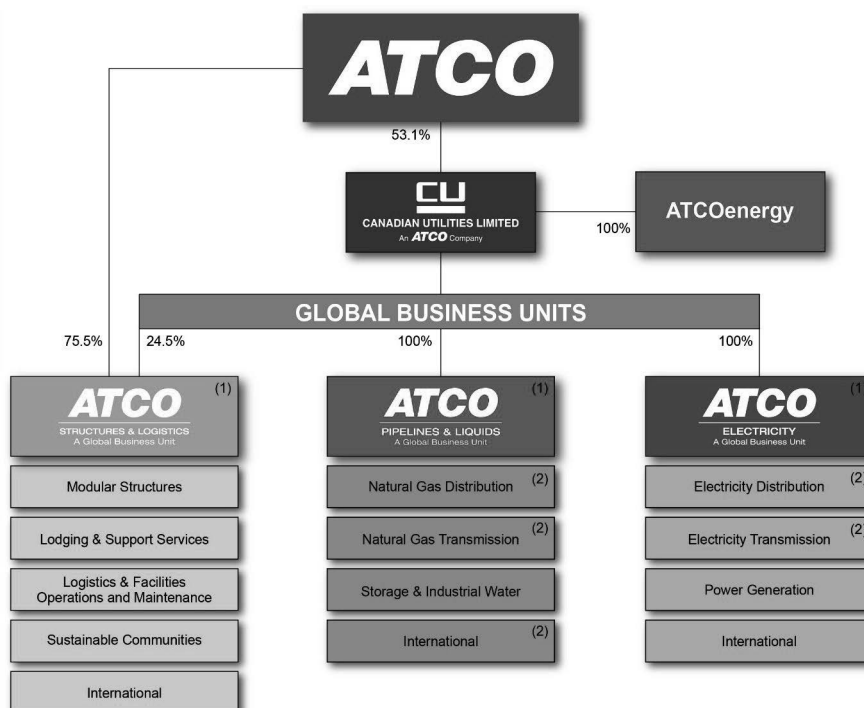 ATCO
53.1%
CU
CANADIAN UTILITIES LIMITED
An ATCO Company
100%
ATCOenergy
GLOBAL BUSINESS UNITS
75.5%
24.5%
100%
100%
ATCO (1)
STRUCTURES & LOGISTICS
A Global Business Unit
Modular Structures
Lodging & Support Services
Logistics & Facilities
Operations and Maintenance
Sustainable Communities
International
ATCO (1)
PIPELINES & LIQUIDS
A Global Business Unit
Natural Gas Distribution (2)
Natural Gas Transmission (2)
Storage & Industrial Water
International (2)
ATCO (1)
ELECTRICITY
A Global Business Unit
Electricity Distribution (2)
Electricity Transmission (2)
Power Generation
International